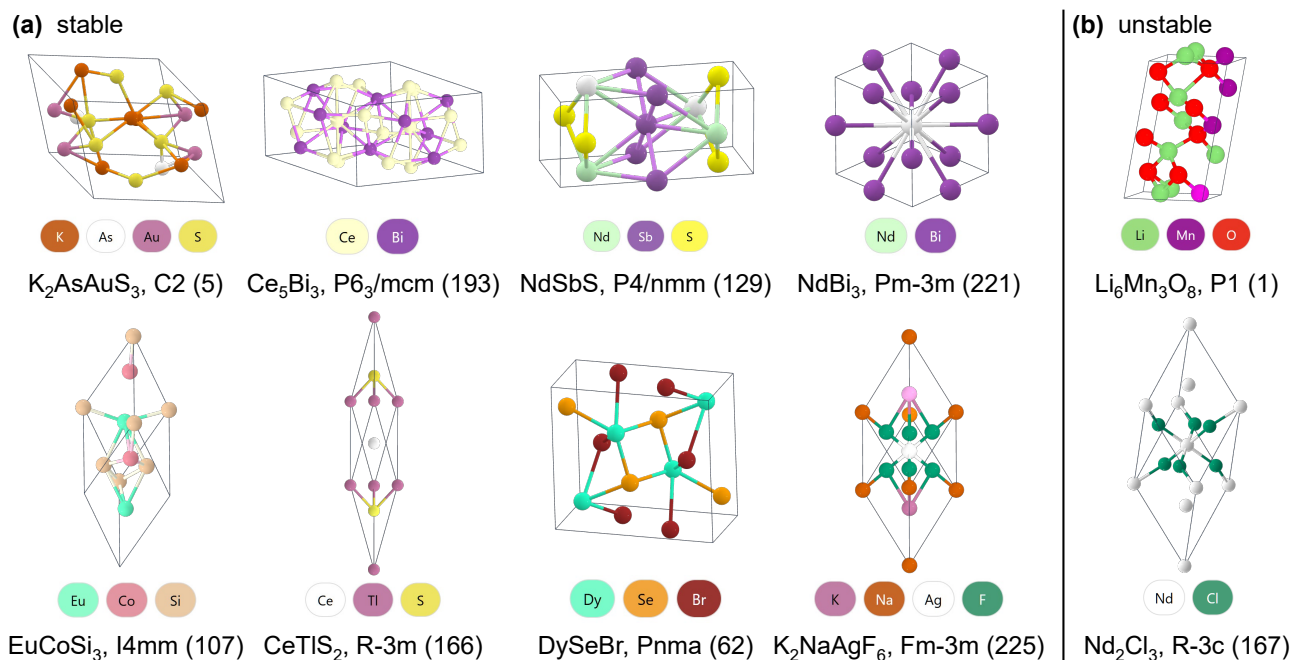 (a) stable
(b) unstable
K As Au S
Ce Bi
Nd Sb S
Nd Bi
Li Mn O
K₂AsAuS₃, C2 (5)
Ce₅Bi₃, P6₃/mcm (193)
NdSbS, P4/nmm (129)
NdBi₃, Pm-3m (221)
Li₆Mn₃O₈, P1 (1)
Eu Co Si
Ce Tl S
Dy Se Br
K Na Ag F
Nd Cl
EuCoSi₃, I4mm (107)
CeTlS₂, R-3m (166)
DySeBr, Pnma (62)
K₂NaAgF₆, Fm-3m (225)
Nd₂Cl₃, R-3c (167)